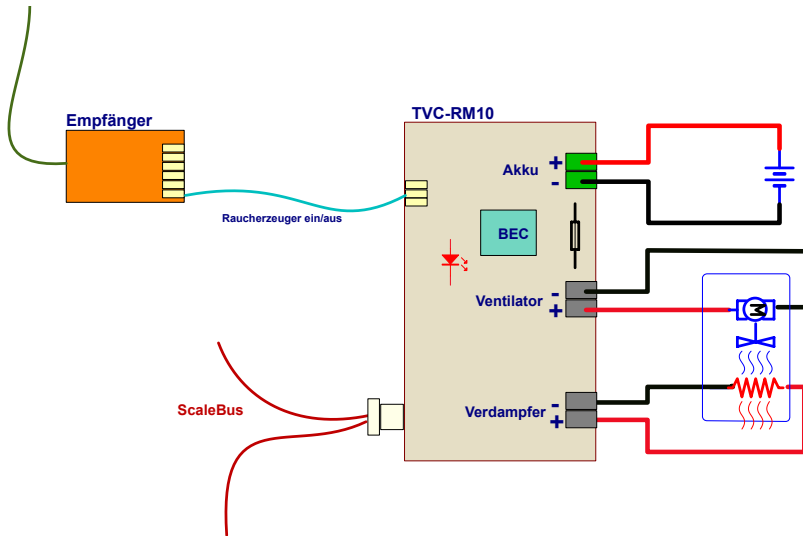 Empfänger
TVC-RM10
+
Akku
-
Raucherzeuger ein/aus
BEC
-
Ventilator
+
M
ScaleBus
-
Verdampfer
+